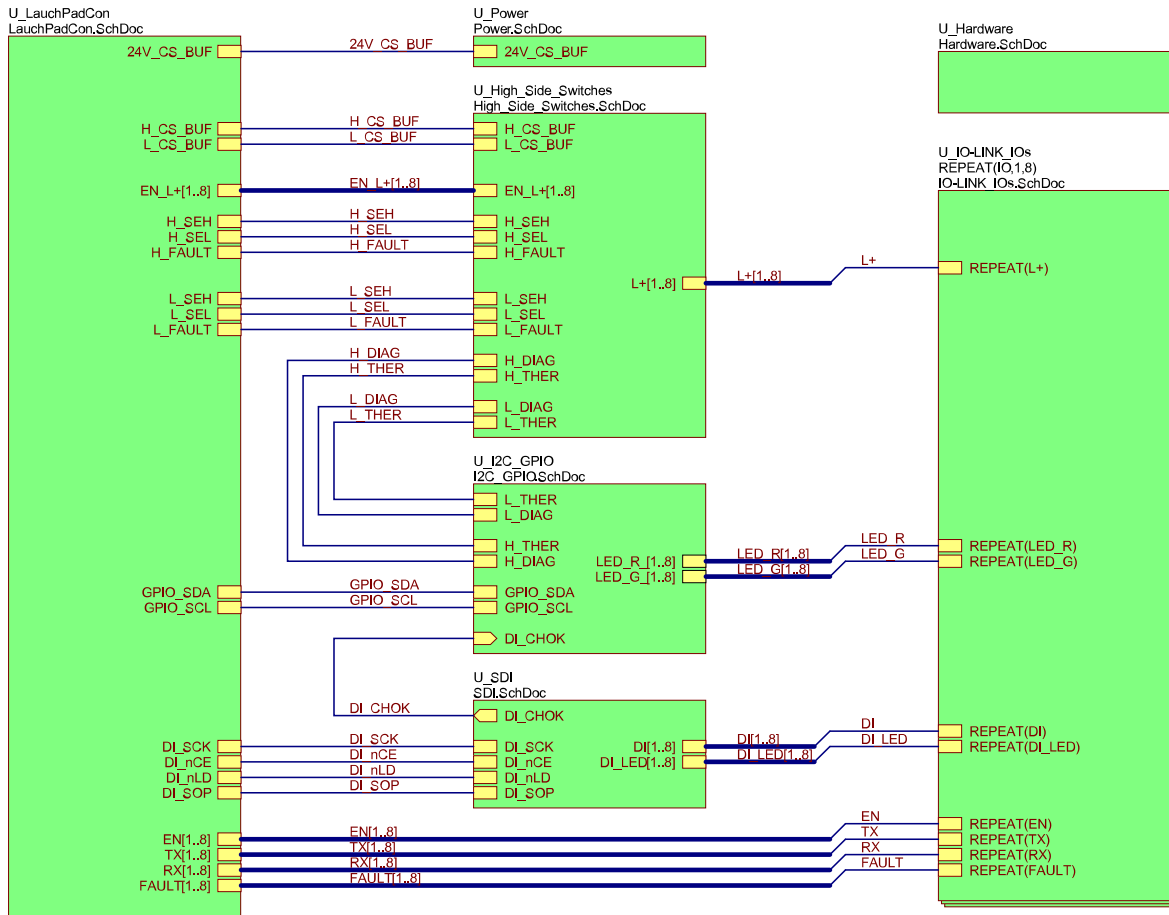 U_LauchPadCon
LauchPadCon.SchDoc
24V_CS_BUF
H_CS_BUF
L_CS_BUF
EN_L+[1..8]
H_SEH
H_SEL
H_FAULT
L_SEH
L_SEL
L_FAULT
GPIO_SDA
GPIO_SCL
DI_SCK
DI_nCE
DI_nLD
DI_SOP
EN[1..8]
TX[1..8]
RX[1..8]
FAULT[1..8]
24V_CS_BUF
H_CS_BUF
L_CS_BUF
EN_L+[1..8]
H_SEH
H_SEL
H_FAULT
L_SEH
L_SEL
L_FAULT
H_DIAG
H_THER
L_DIAG
L_THER
GPIO_SDA
GPIO_SCL
DI_CHOK
DI_SCK
DI_nCE
DI_nLD
DI_SOP
EN[1..8]
TX[1..8]
RX[1..8]
FAULT[1..8]
U_Power
Power.SchDoc
24V_CS_BUF
U_High_Side_Switches
High_Side_Switches.SchDoc
H_CS_BUF
L_CS_BUF
EN_L+[1..8]
H_SEH
H_SEL
H_FAULT
L+[1..8]
L_SEH
L_SEL
L_FAULT
H_DIAG
H_THER
L_DIAG
L_THER
U_I2C_GPIO
I2C_GPIO.SchDoc
L_THER
L_DIAG
H_THER
H_DIAG
LED_R_[1..8]
LED_G_[1..8]
GPIO_SDA
GPIO_SCL
DI_CHOK
U_SDI
SDI.SchDoc
DI_CHOK
DI_SCK
DI_nCE
DI_nLD
DI_SOP
DI[1..8]
DI_LED[1..8]
L+[1..8]
L+
LED_R[1..8]
LED_G[1..8]
LED_R
LED_G
DI[1..8]
DI_LED[1..8]
DI
DI_LED
EN
TX
RX
FAULT
U_Hardware
Hardware.SchDoc
U_IO-LINK_IOs
REPEAT(IO,1,8)
IO-LINK_IOs.SchDoc
REPEAT(L+)
REPEAT(LED_R)
REPEAT(LED_G)
REPEAT(DI)
REPEAT(DI_LED)
REPEAT(EN)
REPEAT(TX)
REPEAT(RX)
REPEAT(FAULT)